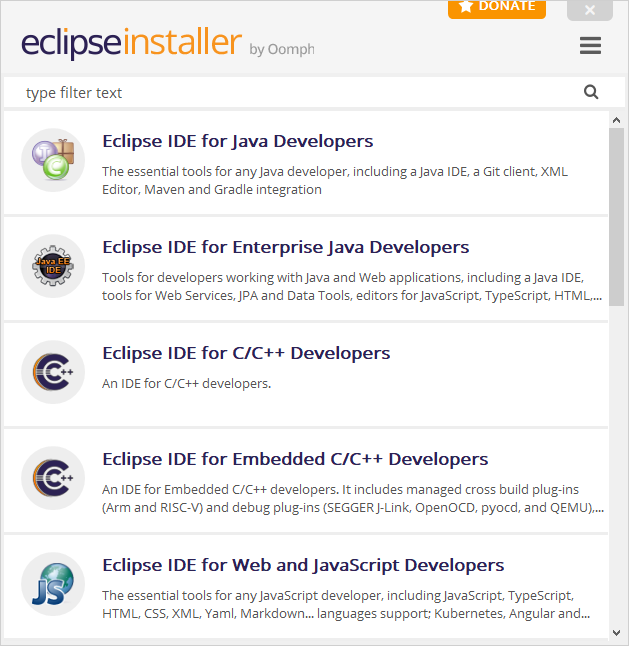 DONATE
eclipseinstaller by Oomph
type filter text
Eclipse IDE for Java Developers
The essential tools for any Java developer, including a Java IDE, a Git client, XML
Editor, Maven and Gradle integration
Java EE
IDE
Eclipse IDE for Enterprise Java Developers
Tools for developers working with Java and Web applications, including a Java IDE,
tools for Web Services, JPA and Data Tools, editors for JavaScript, TypeScript, HTML,...
C++
Eclipse IDE for C/C++ Developers
An IDE for C/C++ developers.
C++
Eclipse IDE for Embedded C/C++ Developers
An IDE for Embedded C/C++ developers. It includes managed cross build plug-ins
(Arm and RISC-V) and debug plug-ins (SEGGER J-Link, OpenOCD, pyocd, and QEMU),...
JS
Eclipse IDE for Web and JavaScript Developers
The essential tools for any JavaScript developer, including JavaScript, TypeScript,
HTML, CSS, XML, Yaml, Markdown... languages support; Kubernetes, Angular and...